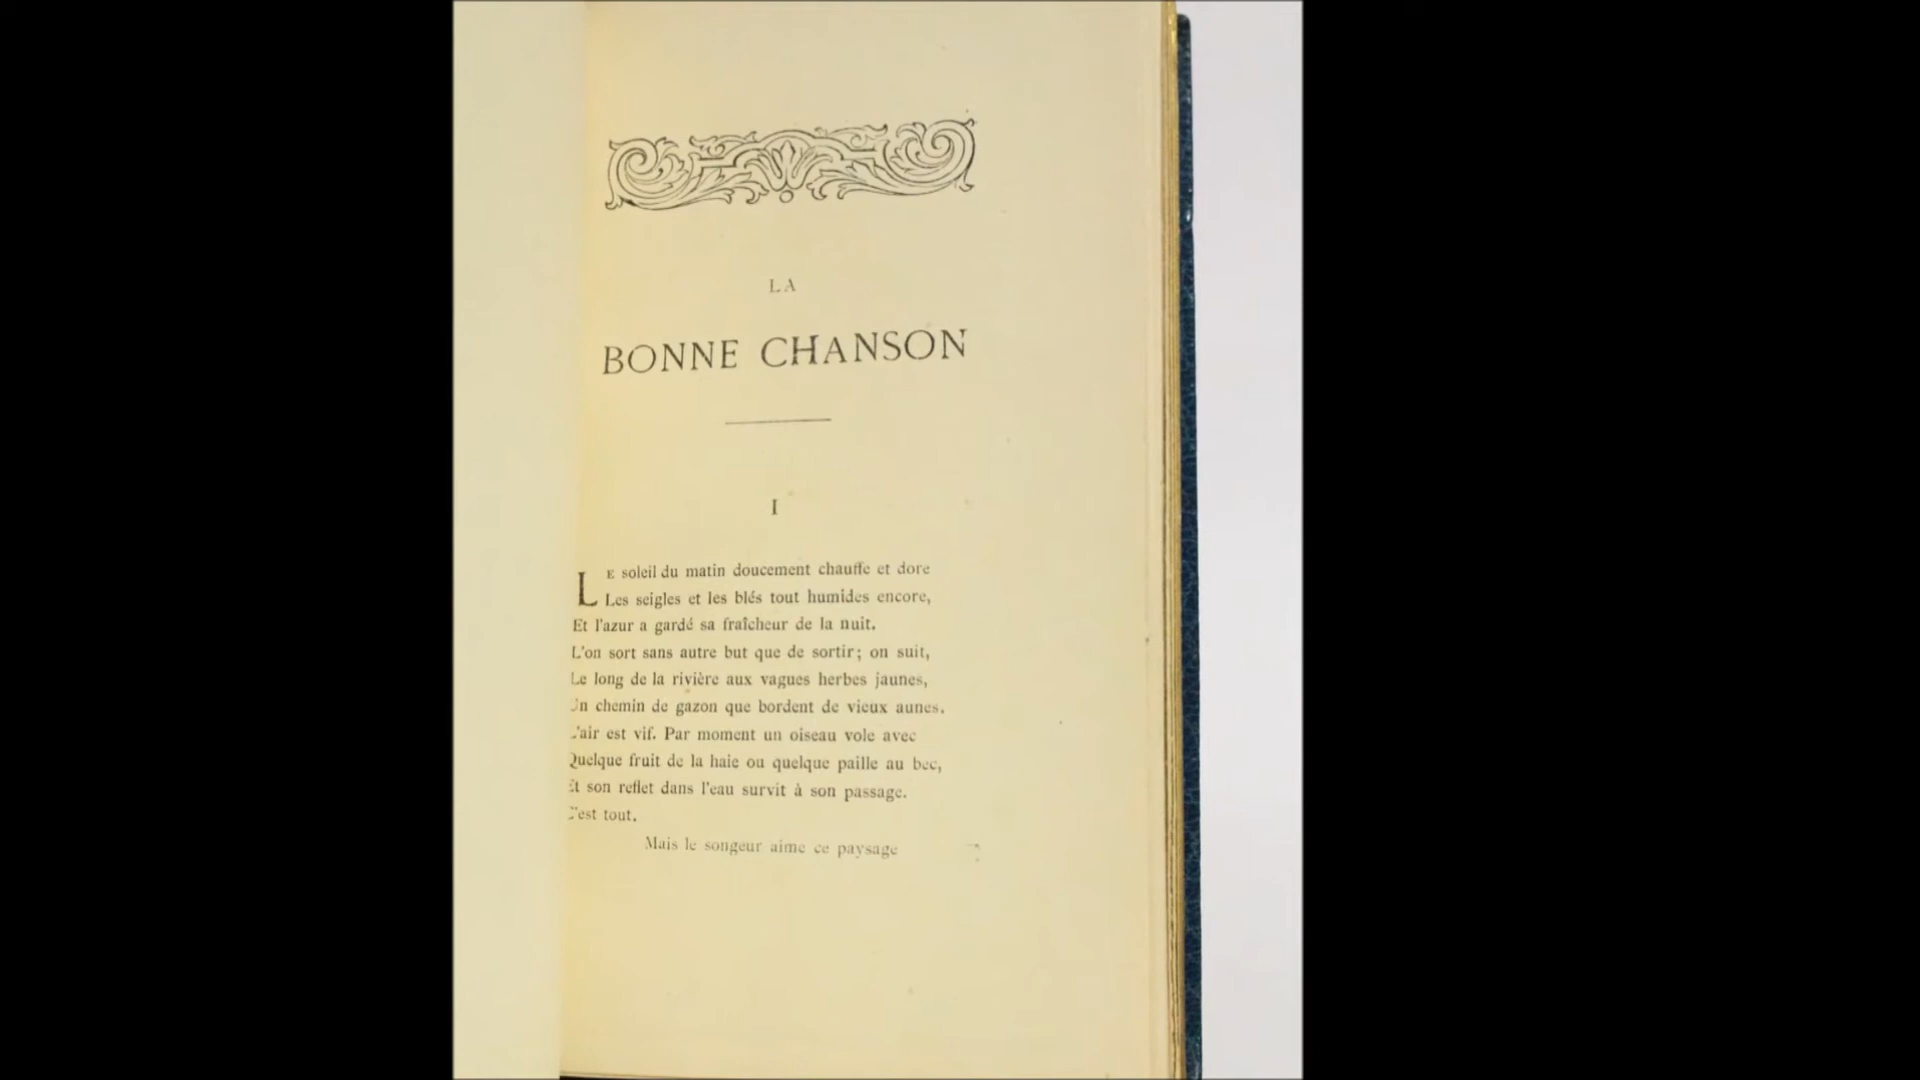 LA
BONNE CHANSON
I
LE soleil du matin doucement chauffe et dore
Les seigles et les blés tout humides encore,
Et l'azur a gardé sa fraîcheur de la nuit.
L'on sort sans autre but que de sortir; on suit,
Le long de la rivière aux vagues herbes jaunes,
Un chemin de gazon que bordent de vieux aunes.
L'air est vif. Par moment un oiseau vole avec
Quelque fruit de la haie ou quelque paille au bec,
Et son reflet dans l'eau survit à son passage.
C'est tout.
Mais le songeur aime ce paysage